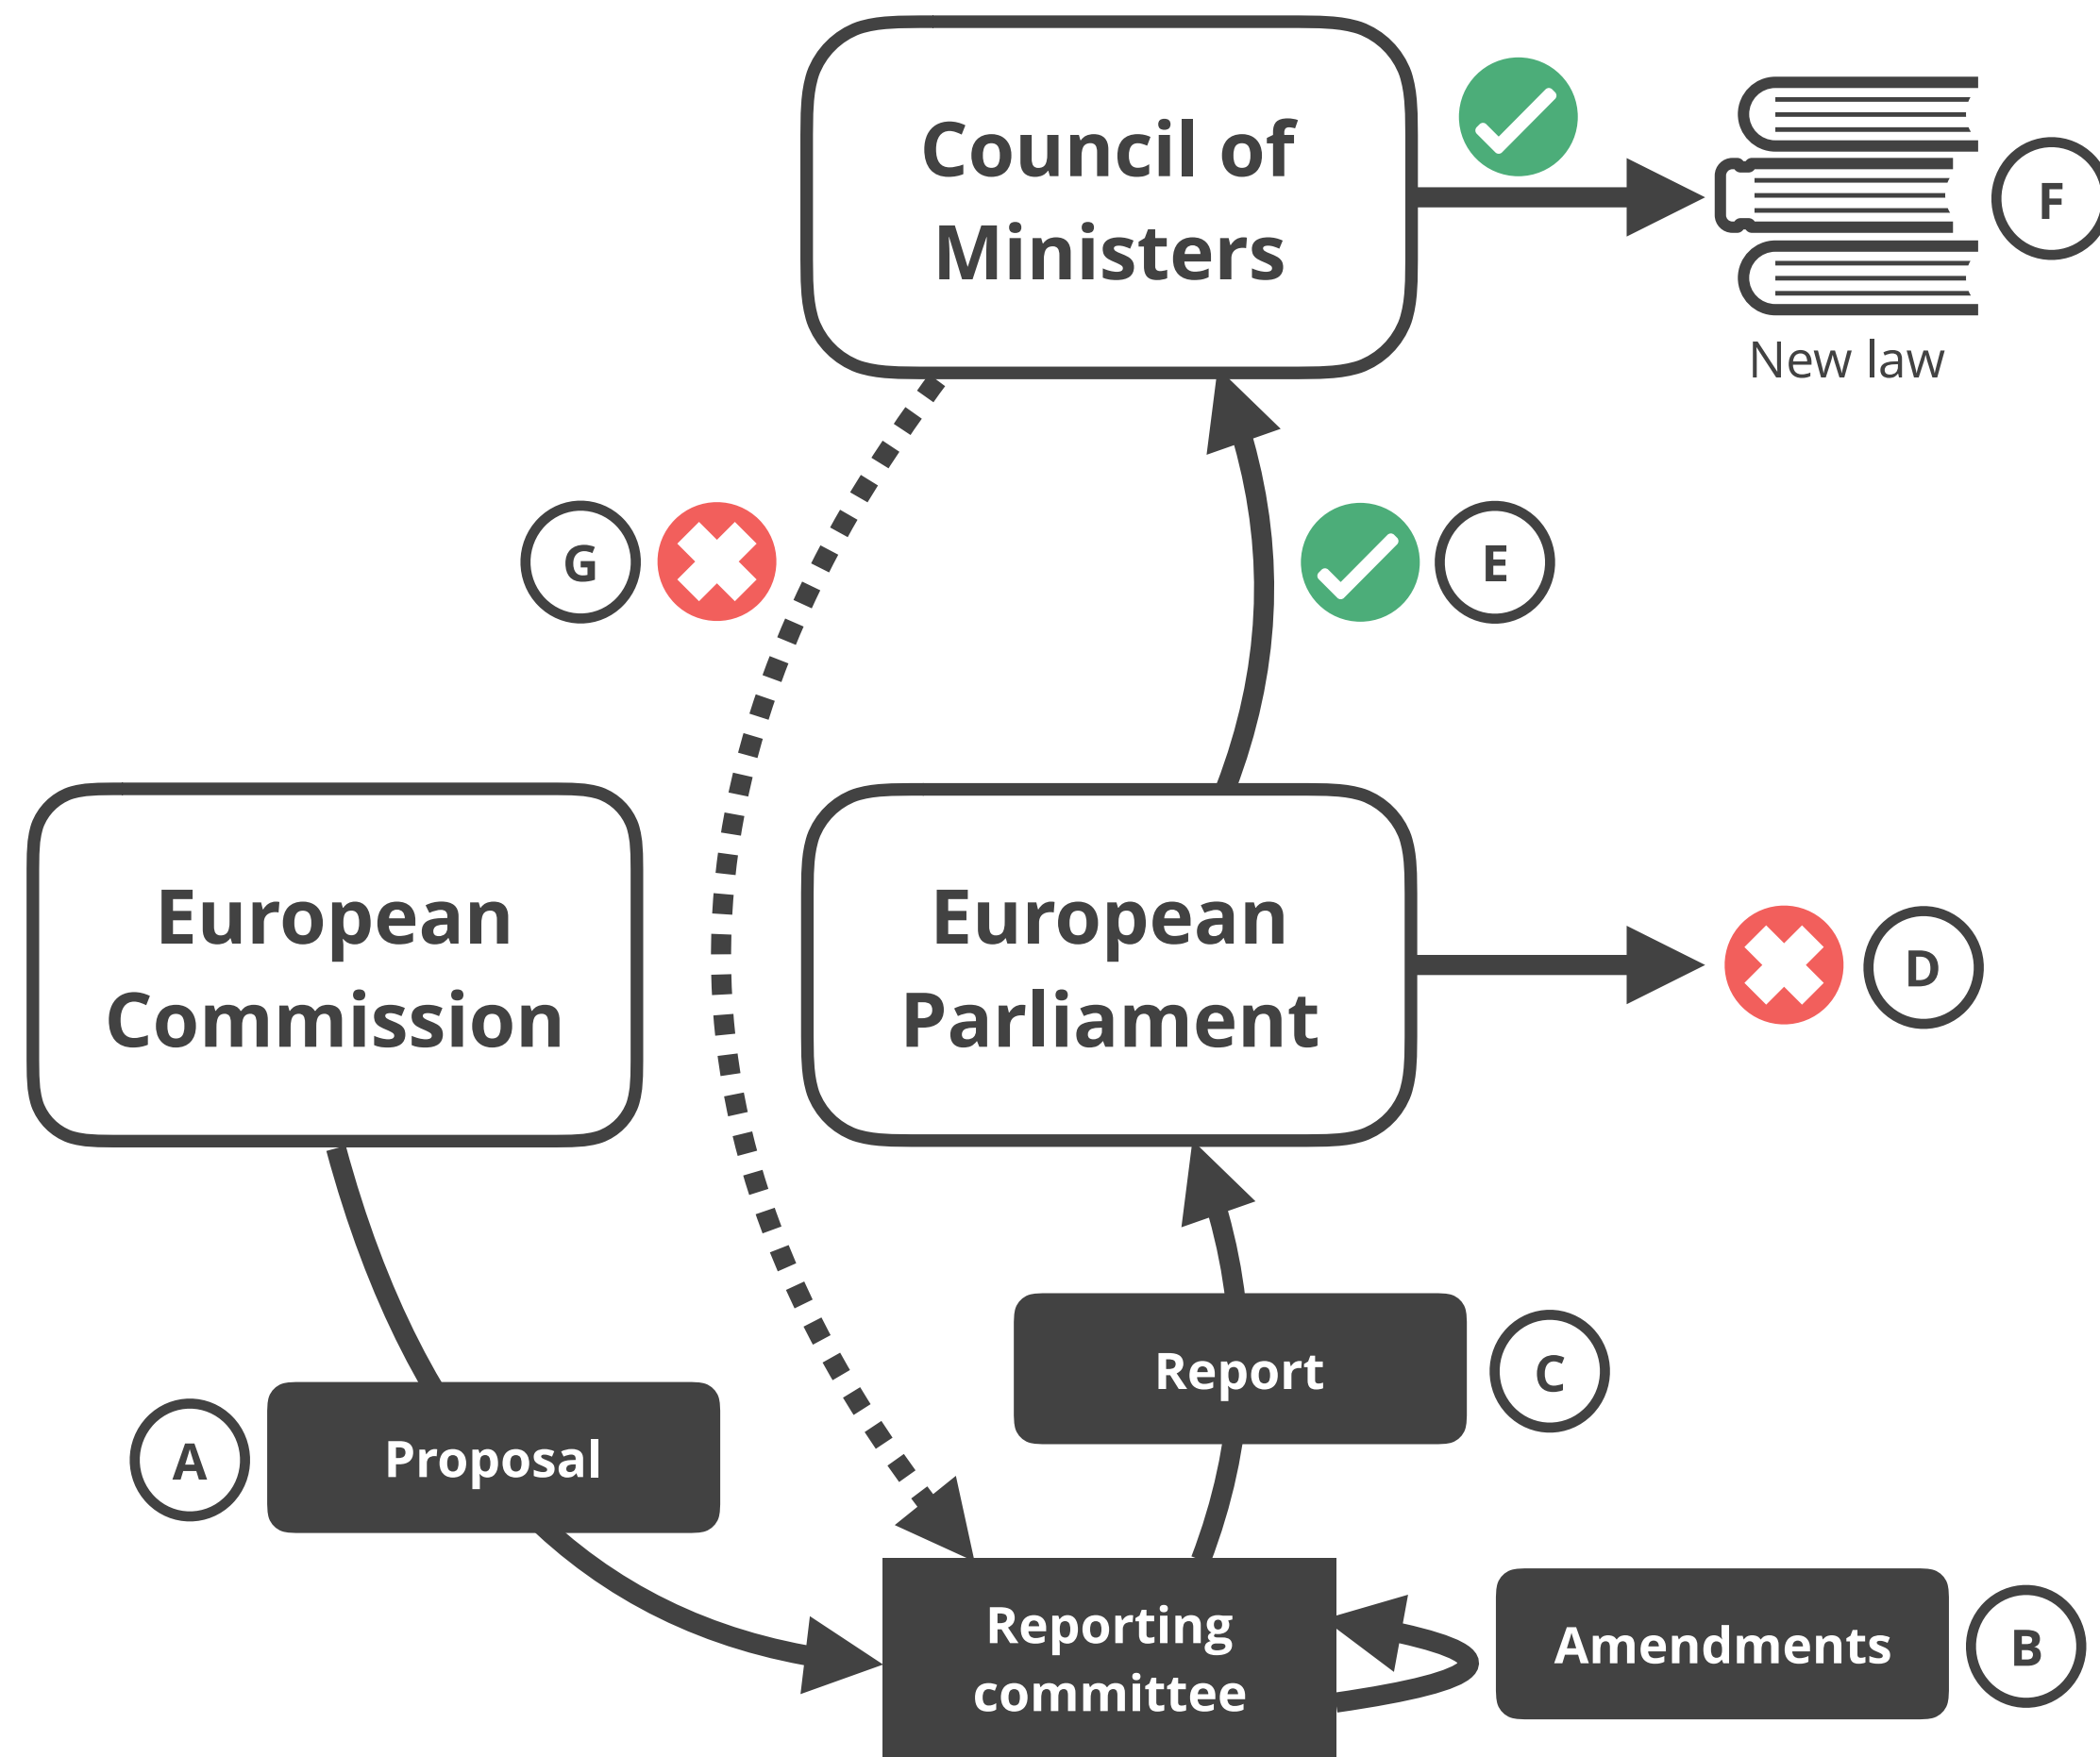 Council of
Ministers
F
New law
G
E
European
Commission
European
Parliament
D
Report
C
A
Proposal
Reporting
committee
Amendments
B